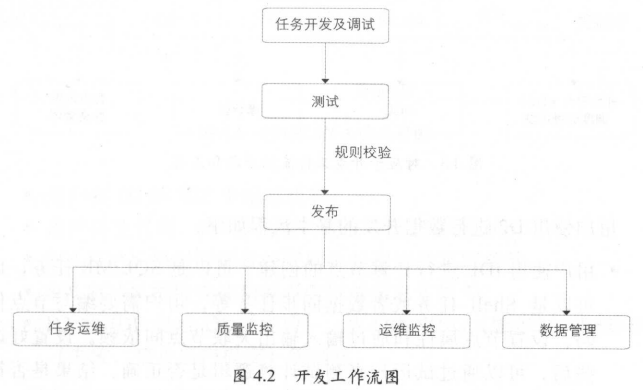 任务开发及调试
测试
规则校验
发布
任务运维
质量监控
运维监控
数据管理
图 4.2 开发工作流图